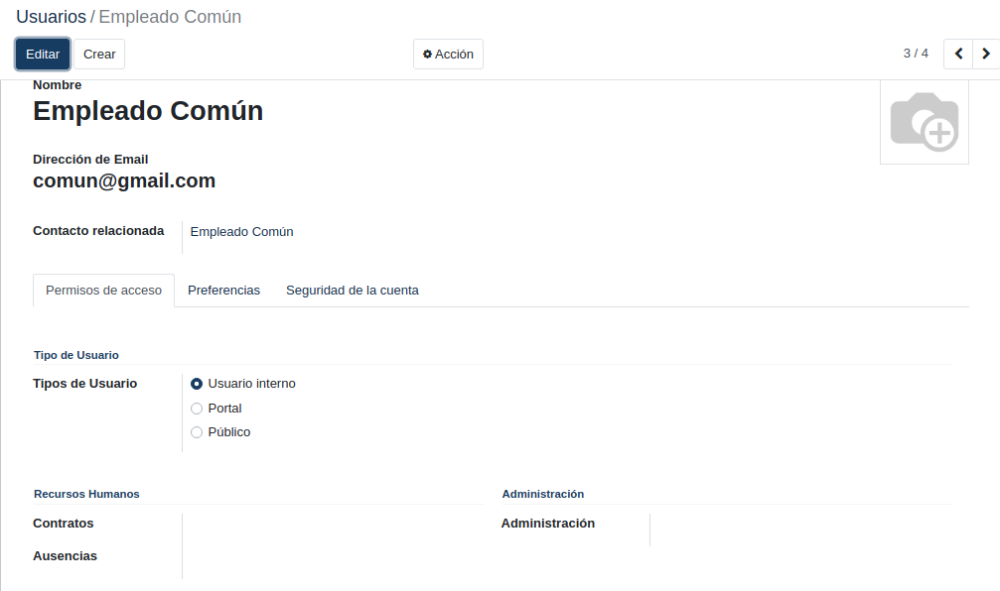 Usuarios / Empleado Común
Editar Crear Acción 3 / 4
Nombre
Empleado Común
Dirección de Email
comun@gmail.com
Contacto relacionada Empleado Común
Permisos de acceso Preferencias Seguridad de la cuenta
Tipo de Usuario
Tipos de Usuario Usuario interno
Portal
Público
Recursos Humanos Administración
Contratos Administración
Ausencias